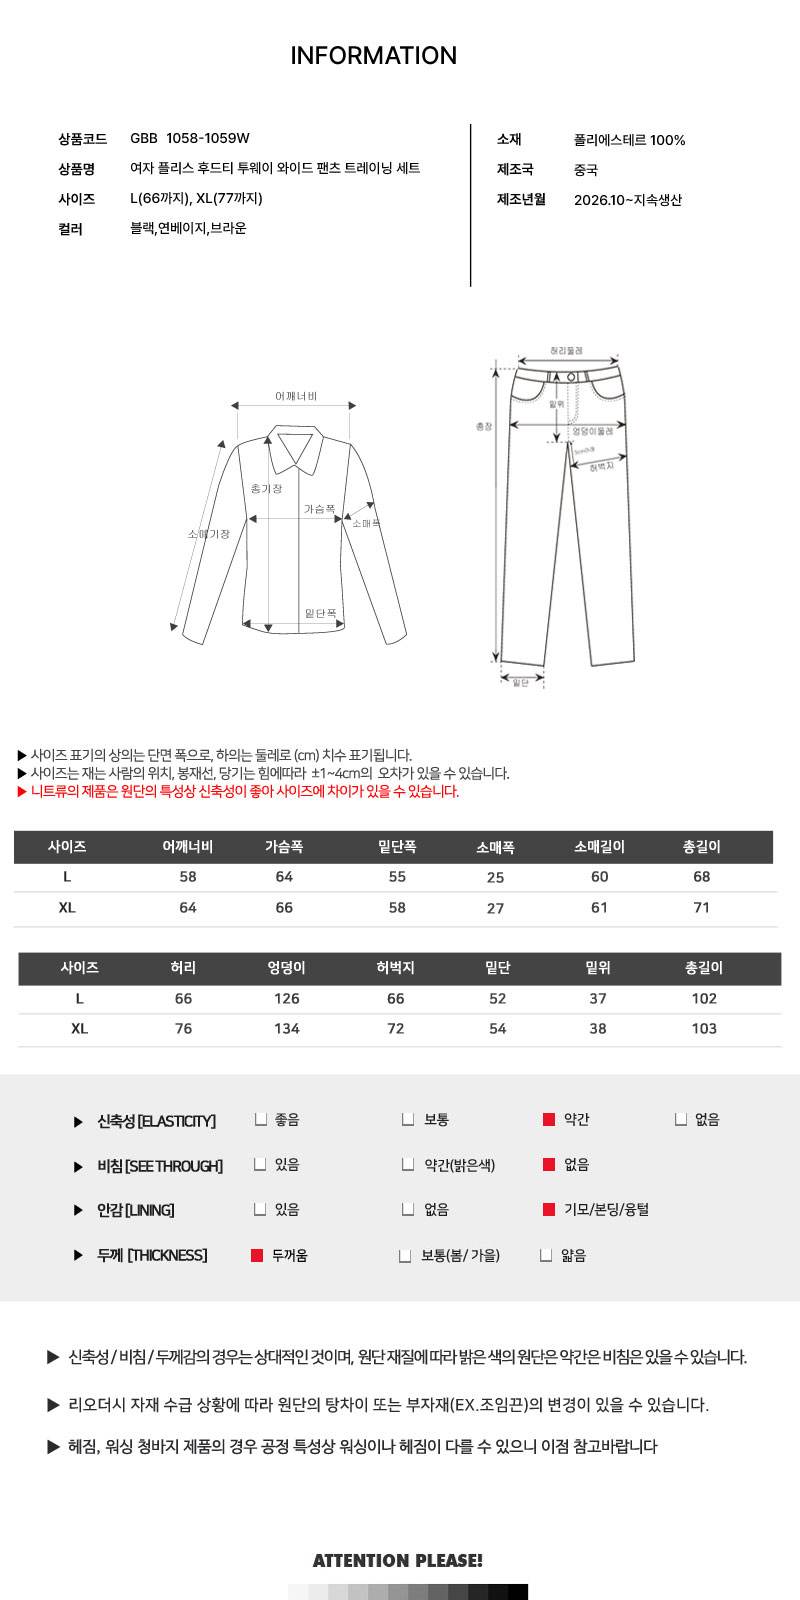 INFORMATION
상품코드 GBB 1058-1059W
상품명 여자 플리스 후드티 투웨이 와이드 팬츠 트레이닝 세트
사이즈 L(66까지), XL(77까지)
컬러 블랙,연베이지,브라운
소재 폴리에스테르 100%
제조국 중국
제조년월 2026.10~지속생산
어깨너비
총기장
가슴폭
소매기장
소매폭
밑단폭
허리둘레
밑위
총장
엉덩이둘레
허벅지
밑단
▶ 사이즈 표기의 상의는 단면 폭으로, 하의는 둘레로 (cm) 치수 표기됩니다.
▶ 사이즈는 재는 사람의 위치, 봉재선, 당기는 힘에따라 ±1~4cm의 오차가 있을 수 있습니다.
▶ 니트류의 제품은 원단의 특성상 신축성이 좋아 사이즈에 차이가 있을 수 있습니다.
사이즈 어깨너비 가슴폭 밑단폭 소매폭 소매길이 총길이
L 58 64 55 25 60 68
XL 64 66 58 27 61 71
사이즈 허리 엉덩이 허벅지 밑단 밑위 총길이
L 66 126 66 52 37 102
XL 76 134 72 54 38 103
▶ 신축성 [ELASTICITY] 좋음 보통 약간 없음
▶ 비침 [SEE THROUGH] 있음 약간(밝은색) 없음
▶ 안감 [LINING] 있음 없음 기모/본딩/융털
▶ 두께 [THICKNESS] 두꺼움 보통(봄/ 가을) 얇음
▶ 신축성 / 비침 / 두께감의 경우는 상대적인 것이며, 원단 재질에 따라 밝은 색의 원단은 약간은 비침은 있을 수 있습니다.
▶ 리오더시 자재 수급 상황에 따라 원단의 탕차이 또는 부자재(EX.조임끈)의 변경이 있을 수 있습니다.
▶ 헤짐, 워싱 청바지 제품의 경우 공정 특성상 워싱이나 헤짐이 다를 수 있으니 이점 참고바랍니다
ATTENTION PLEASE!